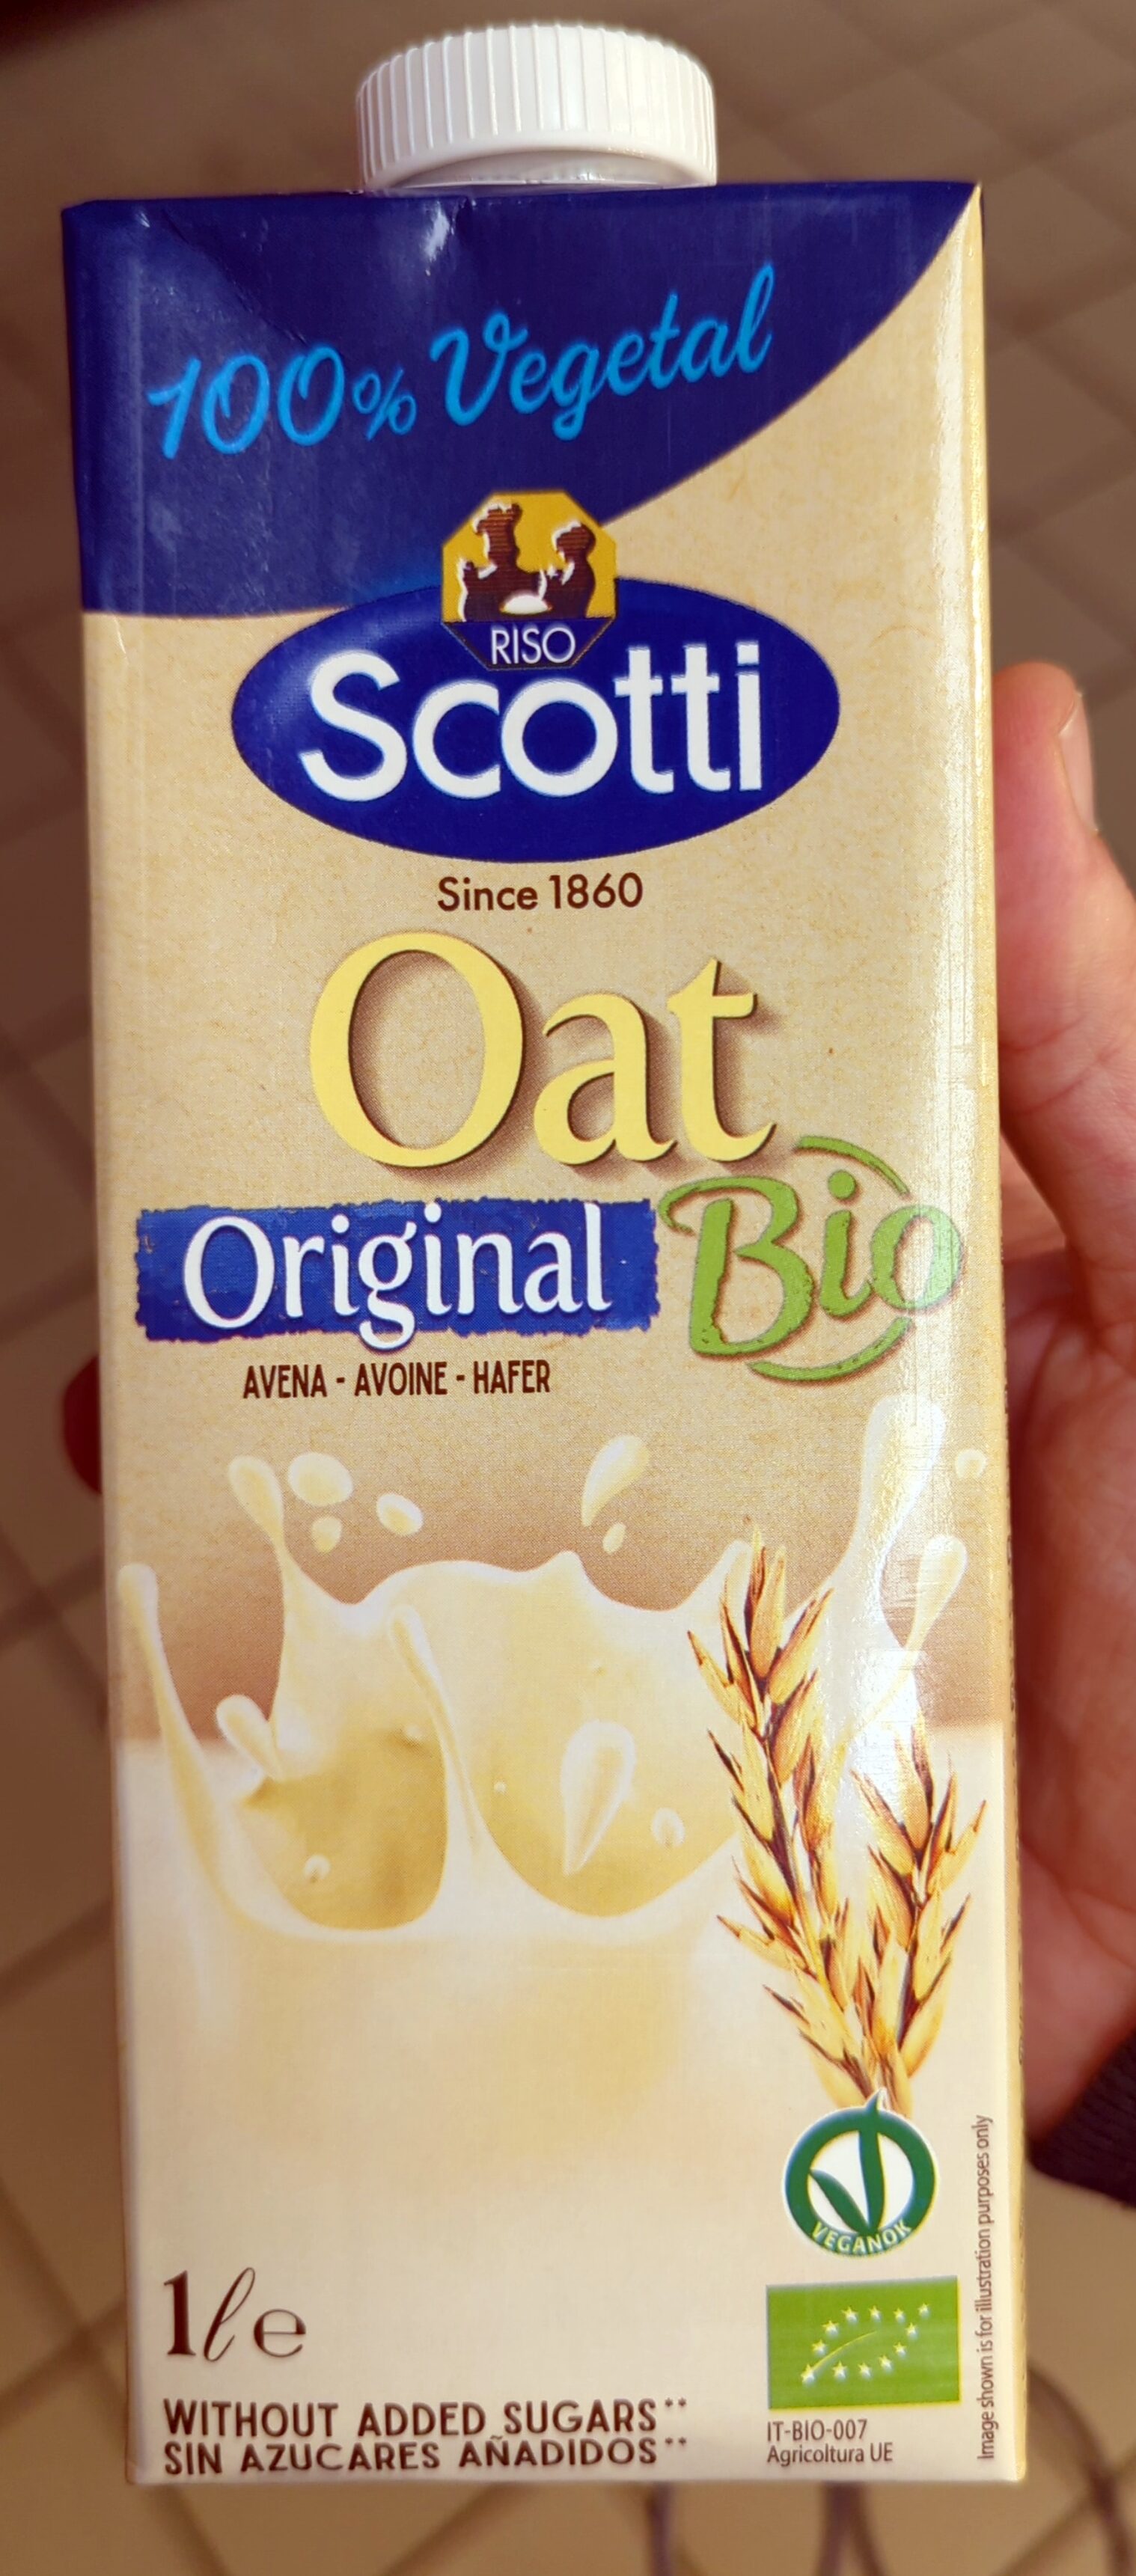 100% Vegetal
RISO
Scotti
Since 1860
Oat
Original Bio
AVENA - AVOINE - HAFER
VEGANOK
1 ℓ e
WITHOUT ADDED SUGARS**
SIN AZUCARES AÑADIDOS**
IT-BIO-007
Agricoltura UE
Image shown is for illustration purposes only